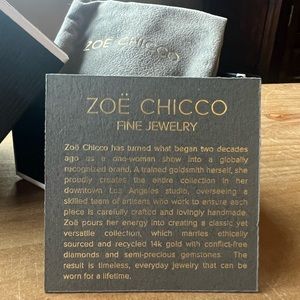 ZOË CHICCO
ZOË CHICCO
FINE JEWELRY
Zoë Chicco has turned what began two decades
ago as a one-woman show into a globally
recognized brand. A trained goldsmith herself, she
proudly creates the entire collection in her
downtown Los Angeles studio, overseeing a
skilled team of artisans who work to ensure each
piece is carefully crafted and lovingly handmade.
Zoë pours her energy into creating a classic yet
versatile collection, which marries ethically
sourced and recycled 14k gold with conflict-free
diamonds and semi-precious gemstones. The
result is timeless, everyday jewelry that can be
worn for a lifetime.